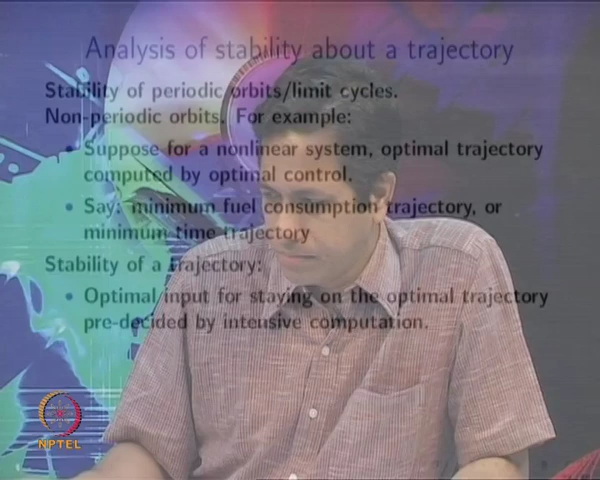 Analysis of stability about a trajectory
Stability of periodic orbits/limit cycles.
Non-periodic orbits. For example:
• Suppose for a nonlinear system, optimal trajectory
computed by optimal control.
• Say: minimum fuel consumption trajectory, or
minimum time trajectory
Stability of a trajectory:
• Optimal input for staying on the optimal trajectory
pre-decided by intensive computation.
NPTEL